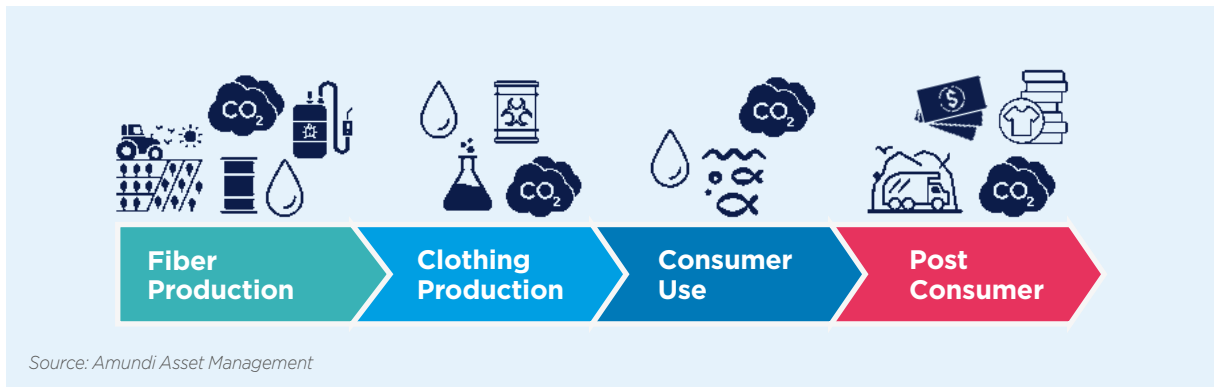 CO2
CO2
CO2
$
CO2
Fiber
Production
Clothing
Production
Consumer
Use
Post
Consumer
Source: Amundi Asset Management